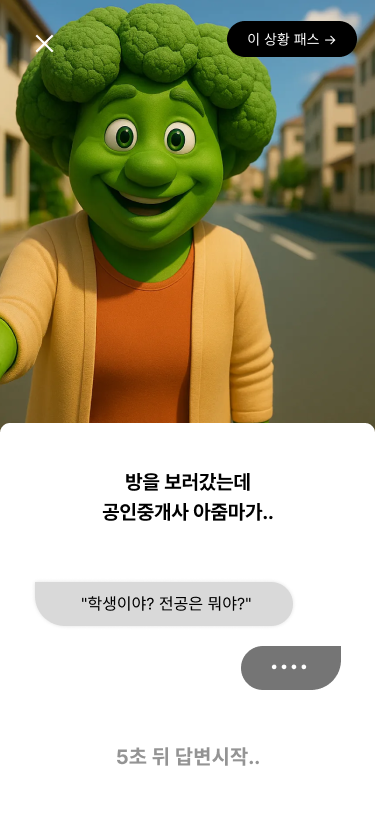 이 상황 패스 →
방을 보러갔는데
공인중개사 아줌마가..
"학생이야? 전공은 뭐야?"
••••
5초 뒤 답변시작..